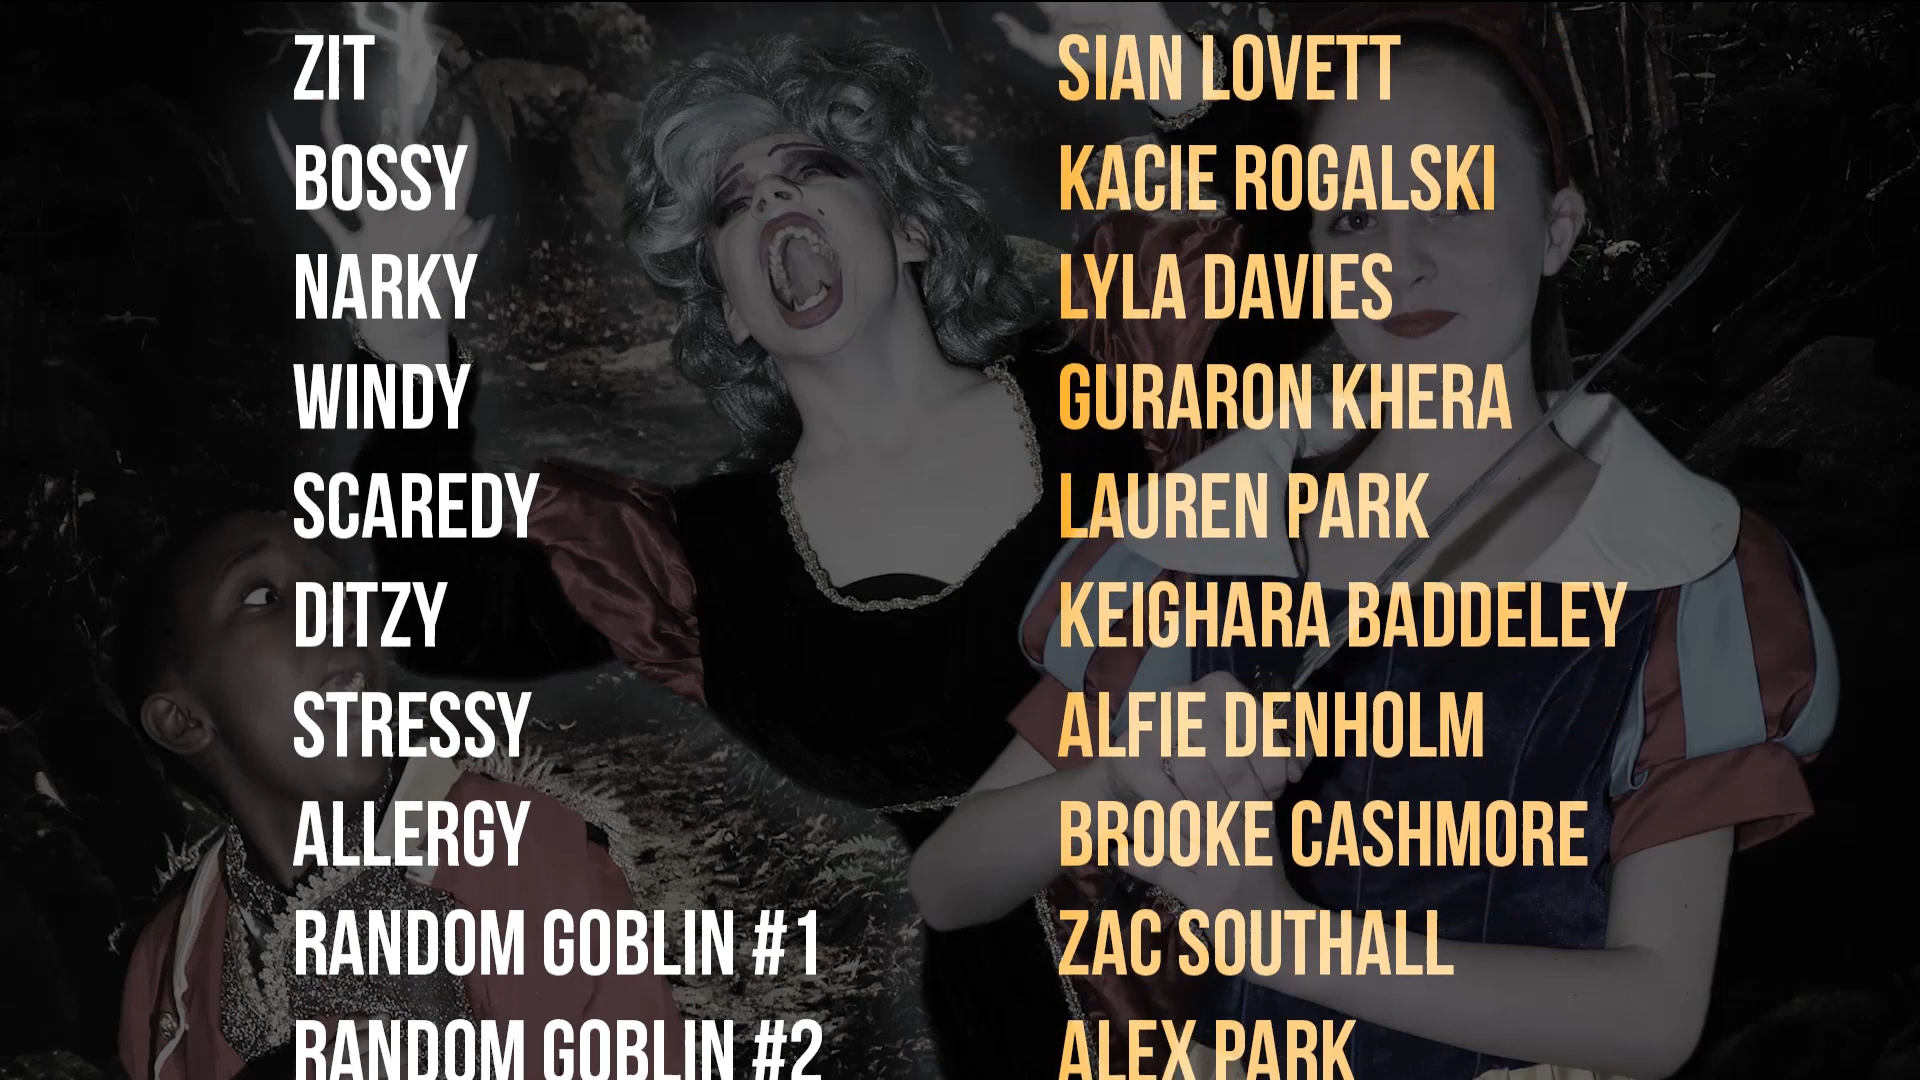 ZIT SIAN LOVETT
BOSSY KACIE ROGALSKI
NARKY LYLA DAVIES
WINDY GURARON KHERA
SCAREDY LAUREN PARK
DITZY KEIGHARA BADDELEY
STRESSY ALFIE DENHOLM
ALLERGY BROOKE CASHMORE
RANDOM GOBLIN #1 ZAC SOUTHALL
RANDOM GOBLIN #2 ALEX PARK